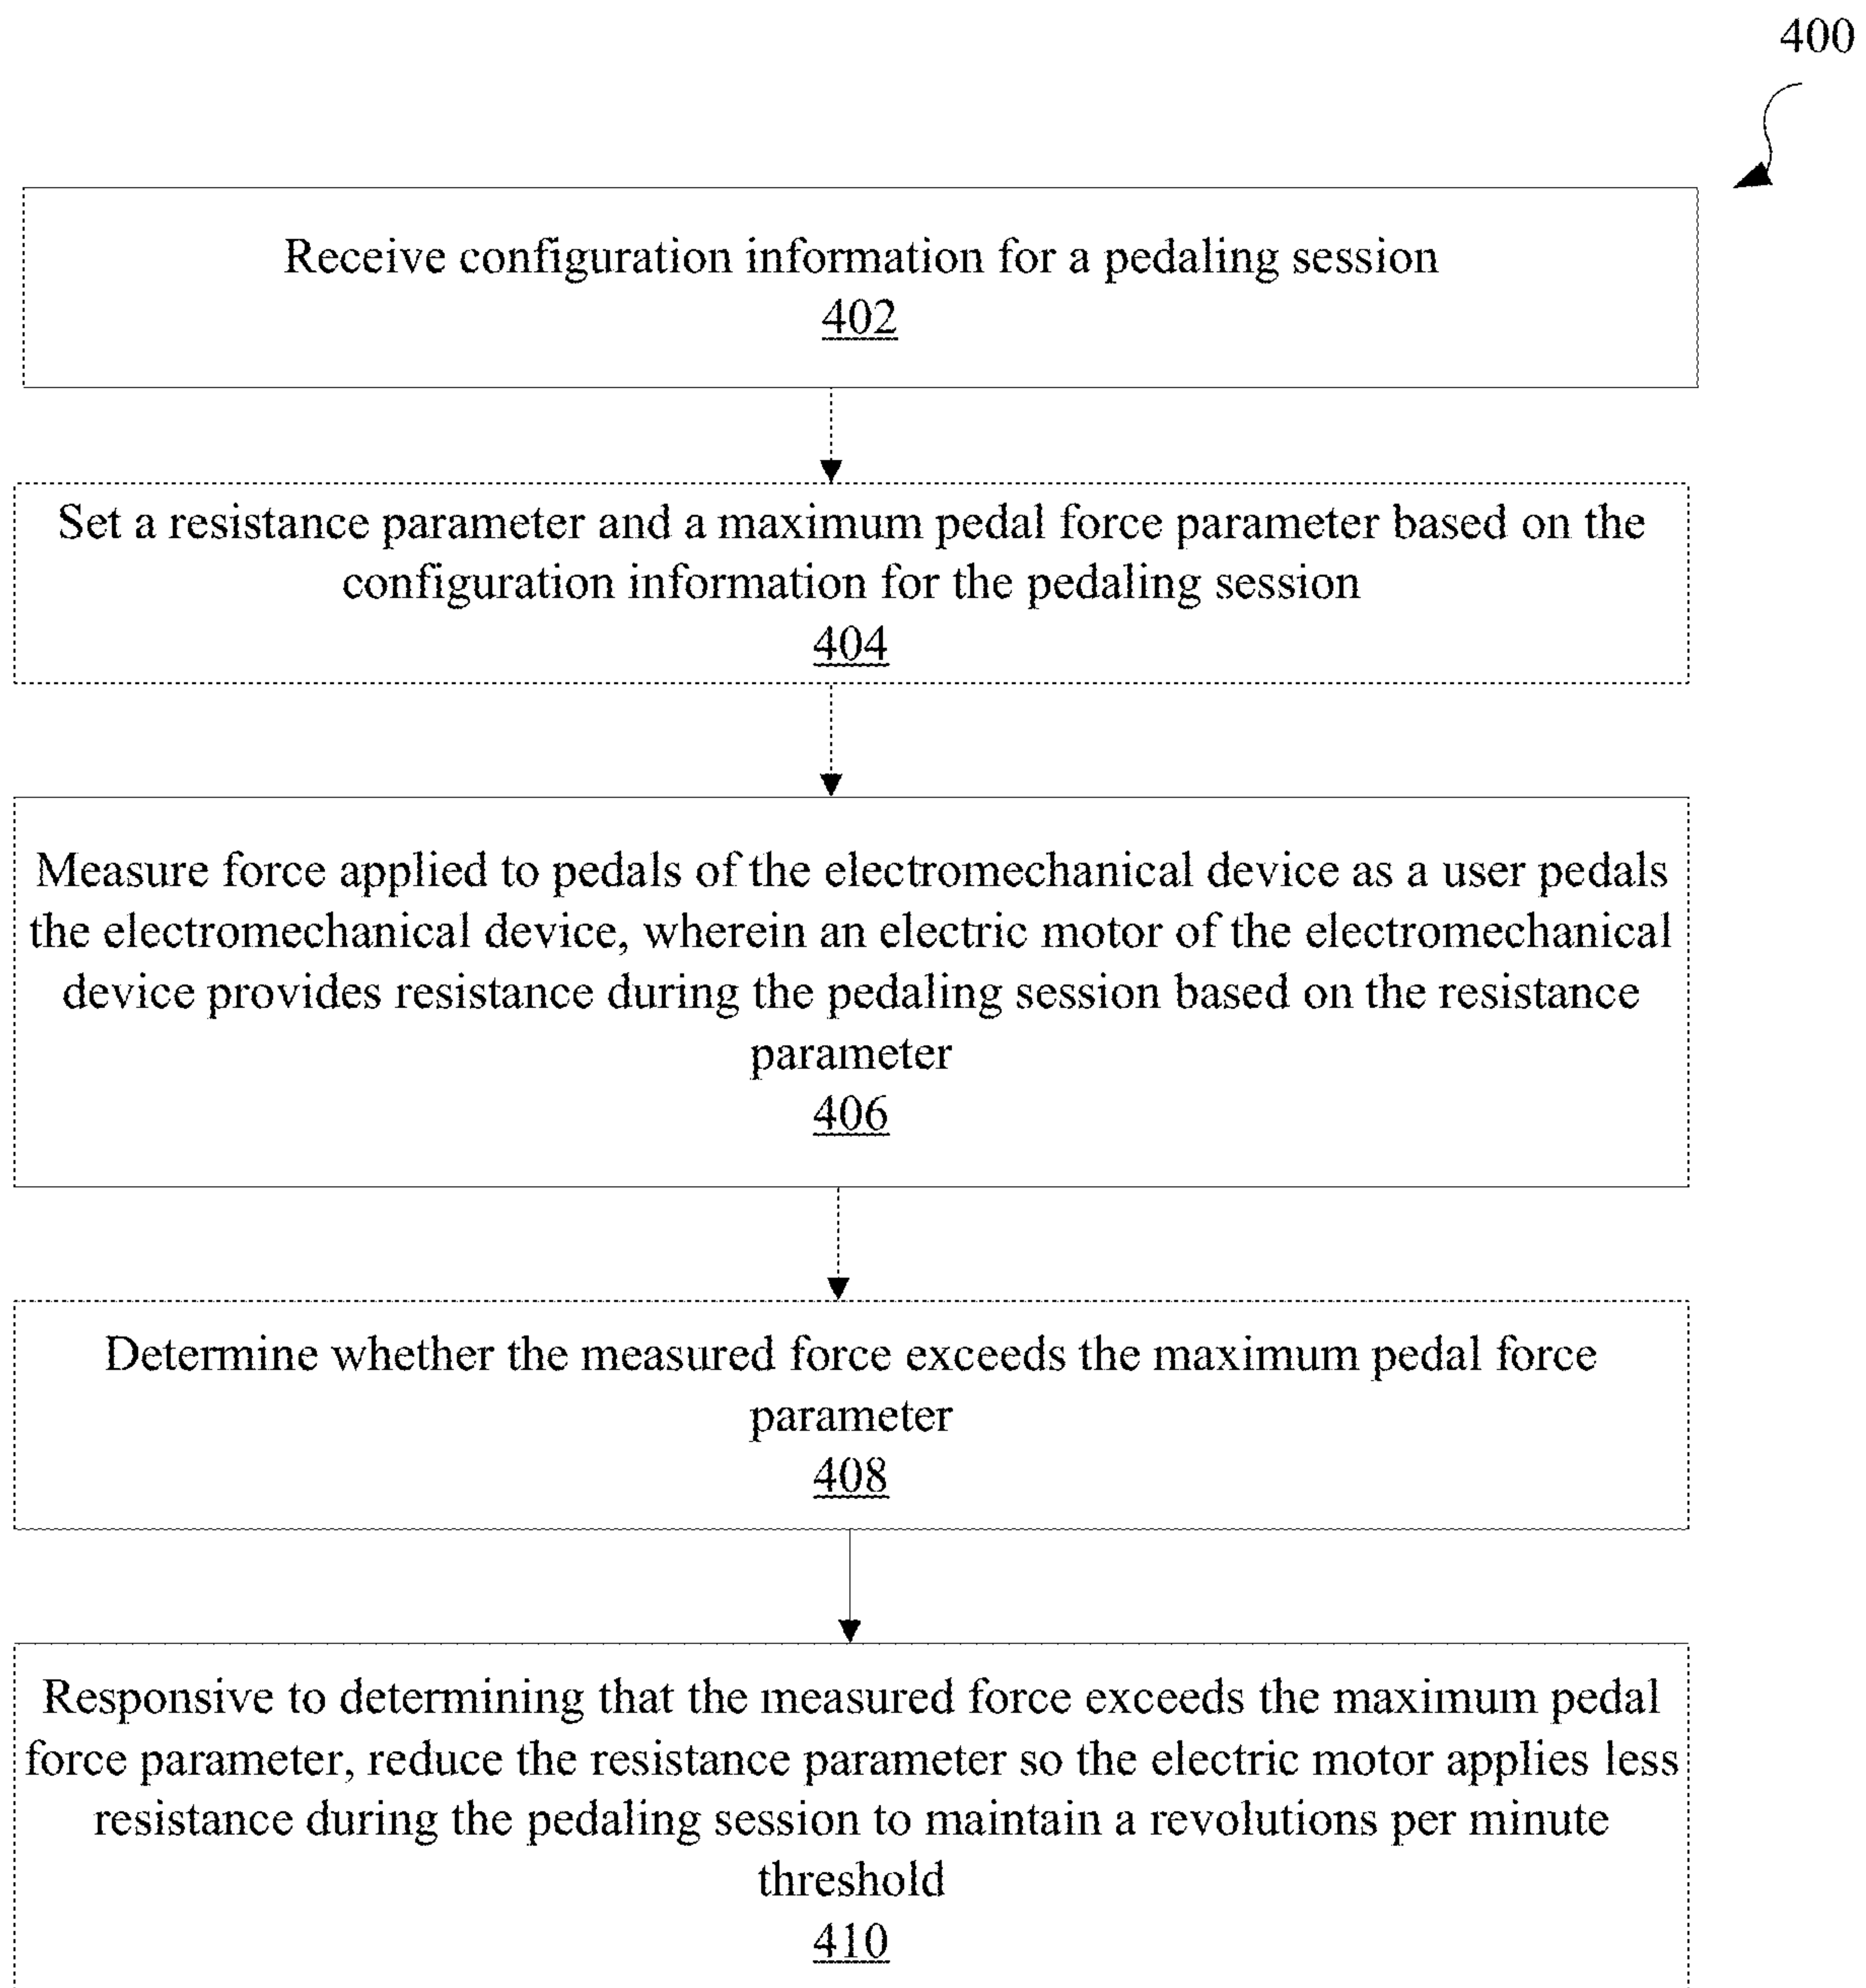 400
Receive configuration information for a pedaling session
402
Set a resistance parameter and a maximum pedal force parameter based on the
configuration information for the pedaling session
404
Measure force applied to pedals of the electromechanical device as a user pedals
the electromechanical device, wherein an electric motor of the electromechanical
device provides resistance during the pedaling session based on the resistance
parameter
406
Determine whether the measured force exceeds the maximum pedal force
parameter
408
Responsive to determining that the measured force exceeds the maximum pedal
force parameter, reduce the resistance parameter so the electric motor applies less
resistance during the pedaling session to maintain a revolutions per minute
threshold
410